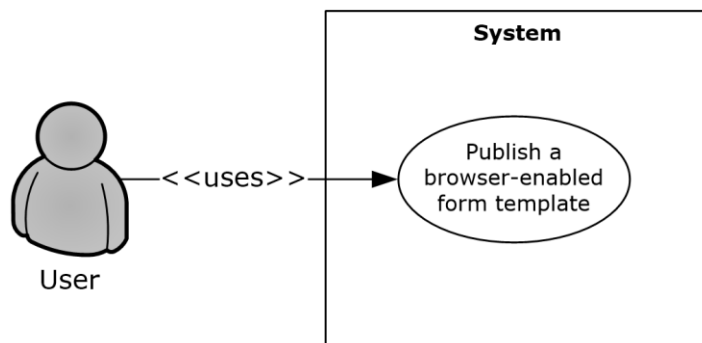 System
Publish a
browser-enabled
form template
<<uses>>
User